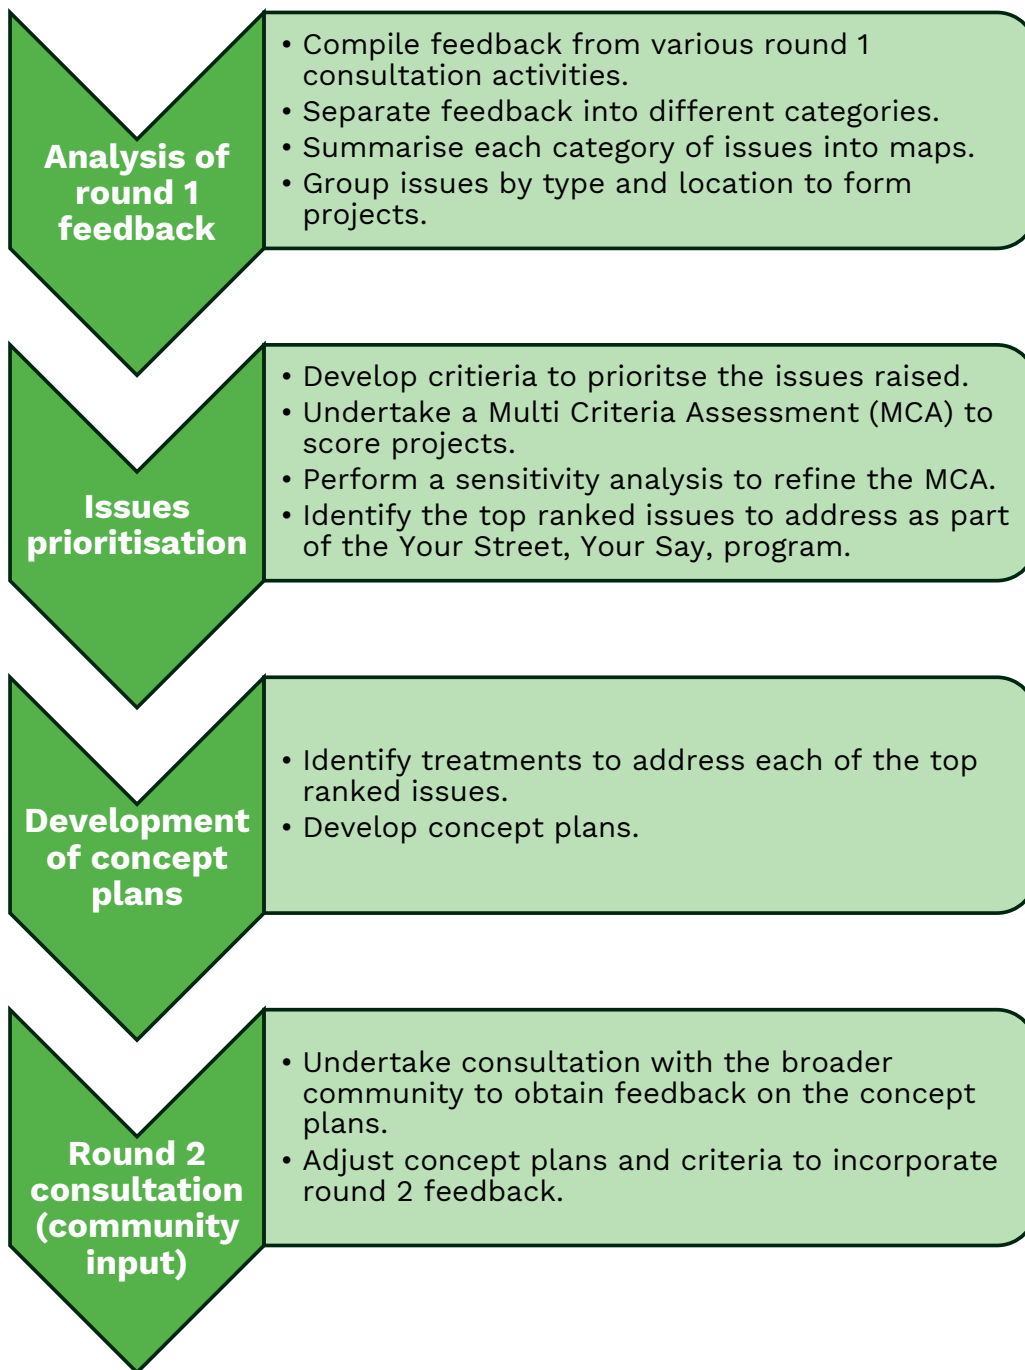 Analysis of
round 1
feedback
• Compile feedback from various round 1
consultation activities.
• Separate feedback into different categories.
• Summarise each category of issues into maps.
• Group issues by type and location to form
projects.
Issues
prioritisation
• Develop critieria to prioritse the issues raised.
• Undertake a Multi Criteria Assessment (MCA) to
score projects.
• Perform a sensitivity analysis to refine the MCA.
• Identify the top ranked issues to address as part
of the Your Street, Your Say, program.
Development
of concept
plans
• Identify treatments to address each of the top
ranked issues.
• Develop concept plans.
Round 2
consultation
(community
input)
• Undertake consultation with the broader
community to obtain feedback on the concept
plans.
• Adjust concept plans and criteria to incorporate
round 2 feedback.